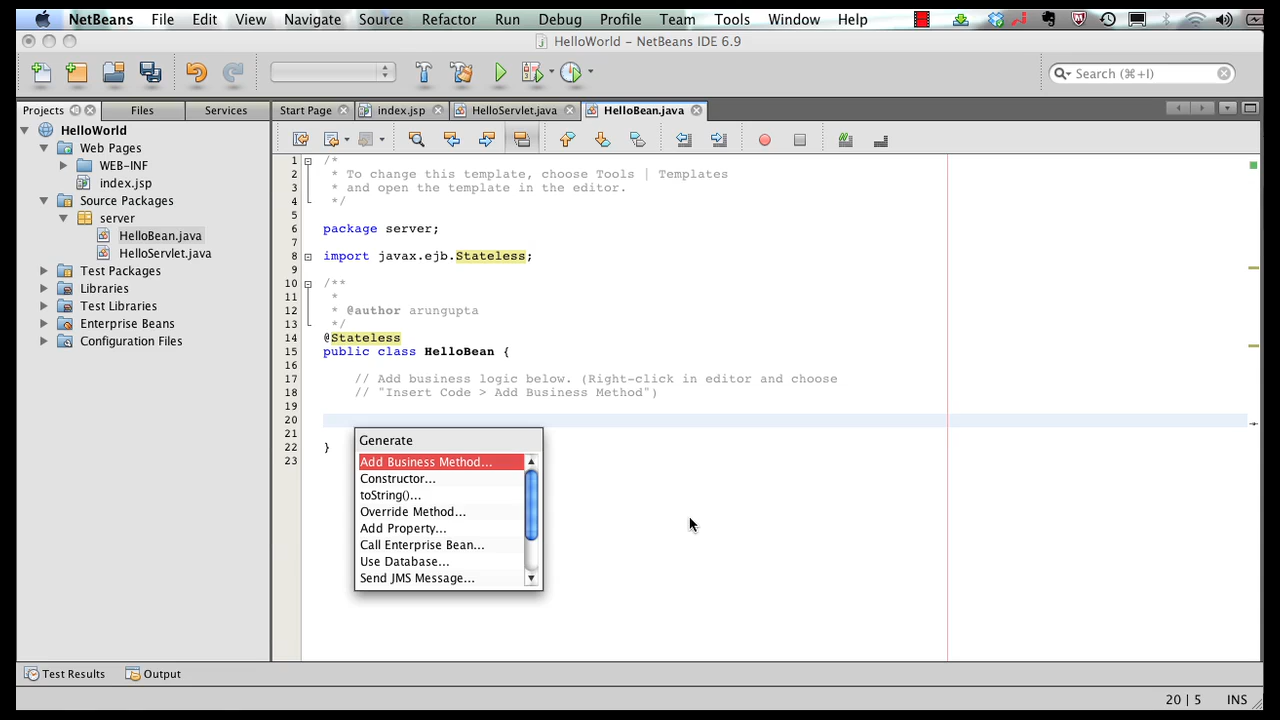 NetBeans File Edit View Navigate Source Refactor Run Debug Profile Team Tools Window Help
HelloWorld – NetBeans IDE 6.9
Search (⌘+I)
Projects Files Services
Start Page index.jsp HelloServlet.java HelloBean.java
HelloWorld
Web Pages
WEB-INF
index.jsp
Source Packages
server
HelloBean.java
HelloServlet.java
Test Packages
Libraries
Test Libraries
Enterprise Beans
Configuration Files
1 /*
2 * To change this template, choose Tools | Templates
3 * and open the template in the editor.
4 */
5
6 package server;
7
8 import javax.ejb.Stateless;
9
10 /**
11 *
12 * @author arungupta
13 */
14 @Stateless
15 public class HelloBean {
16
17 // Add business logic below. (Right-click in editor and choose
18 // "Insert Code > Add Business Method")
19
20
21
22 }
23
Generate
Add Business Method...
Constructor...
toString()...
Override Method...
Add Property...
Call Enterprise Bean...
Use Database...
Send JMS Message...
Test Results Output
20 | 5 INS